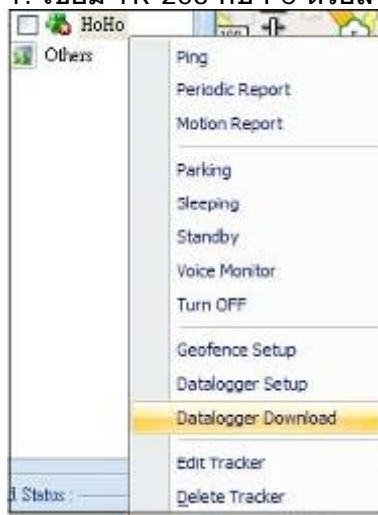 HoHo
Others
Ping
Periodic Report
Motion Report
Parking
Sleeping
Standby
Voice Monitor
Turn OFF
Geofence Setup
Datalogger Setup
Datalogger Download
Edit Tracker
Delete Tracker
Status :